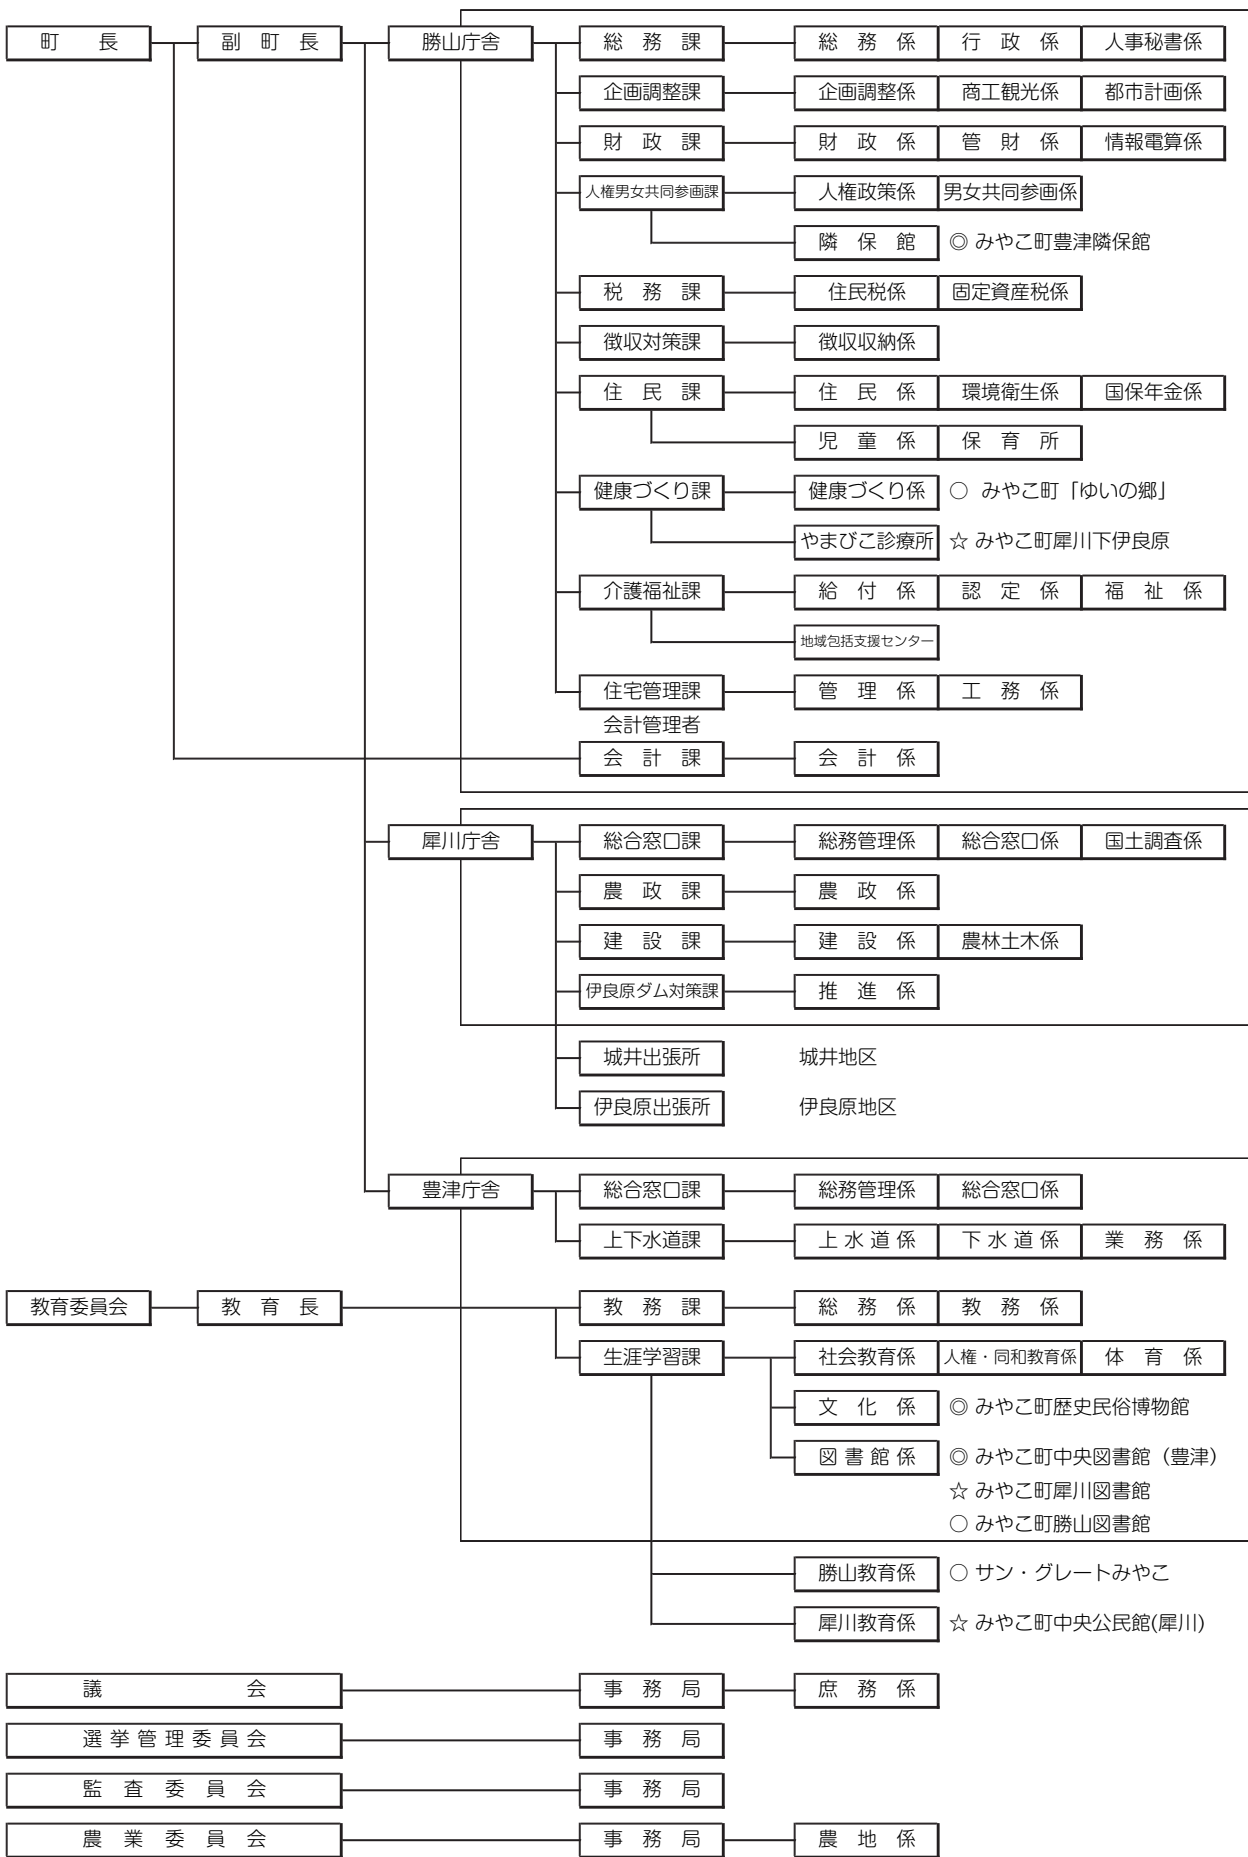 町長 副町長 勝山庁舎 総務課 総務係 行政係 人事秘書係
企画調整課 企画調整係 商工観光係 都市計画係
財政課 財政係 管財係 情報電算係
人権男女共同参画課 人権政策係 男女共同参画係
隣保館 ◎ みやこ町豊津隣保館
税務課 住民税係 固定資産税係
徴収対策課 徴収収納係
住民課 住民係 環境衛生係 国保年金係
児童係 保育所
健康づくり課 健康づくり係 ○ みやこ町「ゆいの郷」
やまびこ診療所 ☆ みやこ町犀川下伊良原
介護福祉課 給付係 認定係 福祉係
地域包括支援センター
住宅管理課 管理係 工務係
会計管理者
会計課 会計係
犀川庁舎 総合窓口課 総務管理係 総合窓口係 国土調査係
農政課 農政係
建設課 建設係 農林土木係
伊良原ダム対策課 推進係
城井出張所 城井地区
伊良原出張所 伊良原地区
豊津庁舎 総合窓口課 総務管理係 総合窓口係
上下水道課 上水道係 下水道係 業務係
教育委員会 教育長 教務課 総務係 教務係
生涯学習課 社会教育係 人権・同和教育係 体育係
文化係 ◎ みやこ町歴史民俗博物館
図書館係 ◎ みやこ町中央図書館（豊津）
☆ みやこ町犀川図書館
○ みやこ町勝山図書館
勝山教育係 ○ サン・グレートみやこ
犀川教育係 ☆ みやこ町中央公民館(犀川)
議会 事務局 庶務係
選挙管理委員会 事務局
監査委員会 事務局
農業委員会 事務局 農地係